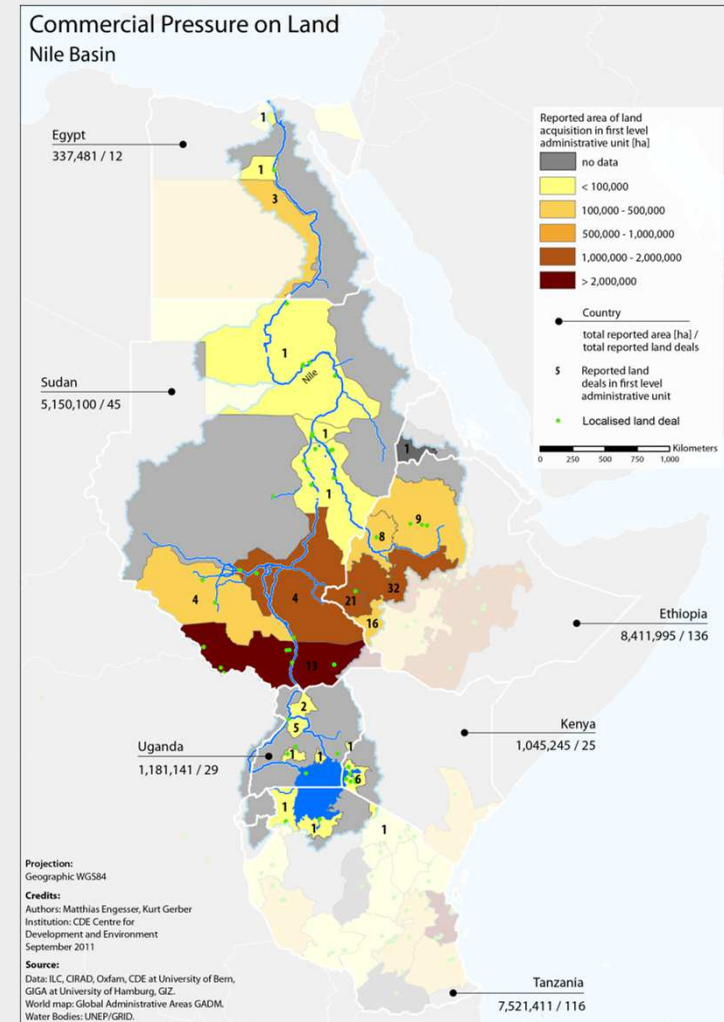 Commercial Pressure on Land
Nile Basin
Egypt
337,481 / 12
Reported area of land
acquisition in first level
administrative unit [ha]
no data
< 100,000
100,000 - 500,000
500,000 - 1,000,000
1,000,000 - 2,000,000
> 2,000,000
Country
total reported area [ha] /
total reported land deals
5 Reported land
deals in first level
administrative unit
Localised land deal
Kilometers
0 250 500 750 1,000
1
1
3
1
Nile
Sudan
5,150,100 / 45
1
1
1
9
8
4
4
21
32
16
13
Ethiopia
8,411,995 / 136
2
5
Kenya
1,045,245 / 25
Uganda
1,181,141 / 29
1
1
1
6
1
1
1
Projection:
Geographic WGS84
Credits:
Authors: Matthias Engesser, Kurt Gerber
Institution: CDE Centre for
Development and Environment
September 2011
Source:
Data: ILC, CIRAD, Oxfam, CDE at University of Bern,
GIGA at University of Hamburg, GIZ.
World map: Global Administrative Areas GADM.
Water Bodies: UNEP/GRID.
Tanzania
7,521,411 / 116